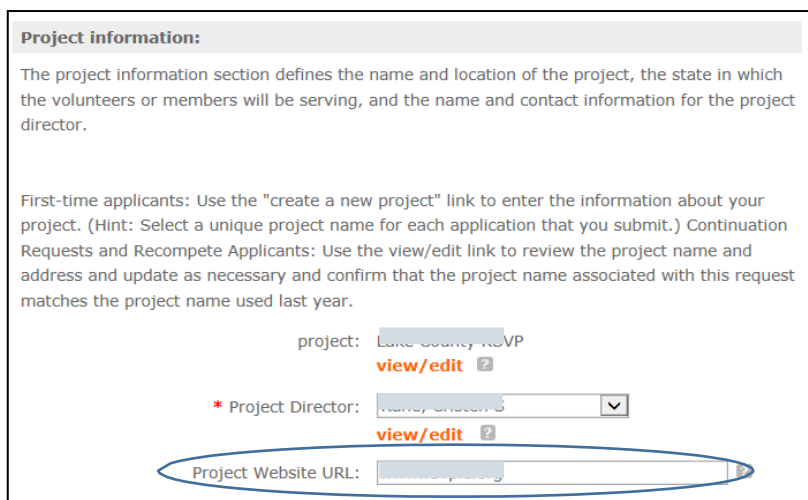 Project information:
The project information section defines the name and location of the project, the state in which
the volunteers or members will be serving, and the name and contact information for the project
director.
First-time applicants: Use the "create a new project" link to enter the information about your
project. (Hint: Select a unique project name for each application that you submit.) Continuation
Requests and Recompete Applicants: Use the view/edit link to review the project name and
address and update as necessary and confirm that the project name associated with this request
matches the project name used last year.
project:
view/edit ?
* Project Director:
view/edit ?
Project Website URL: ?